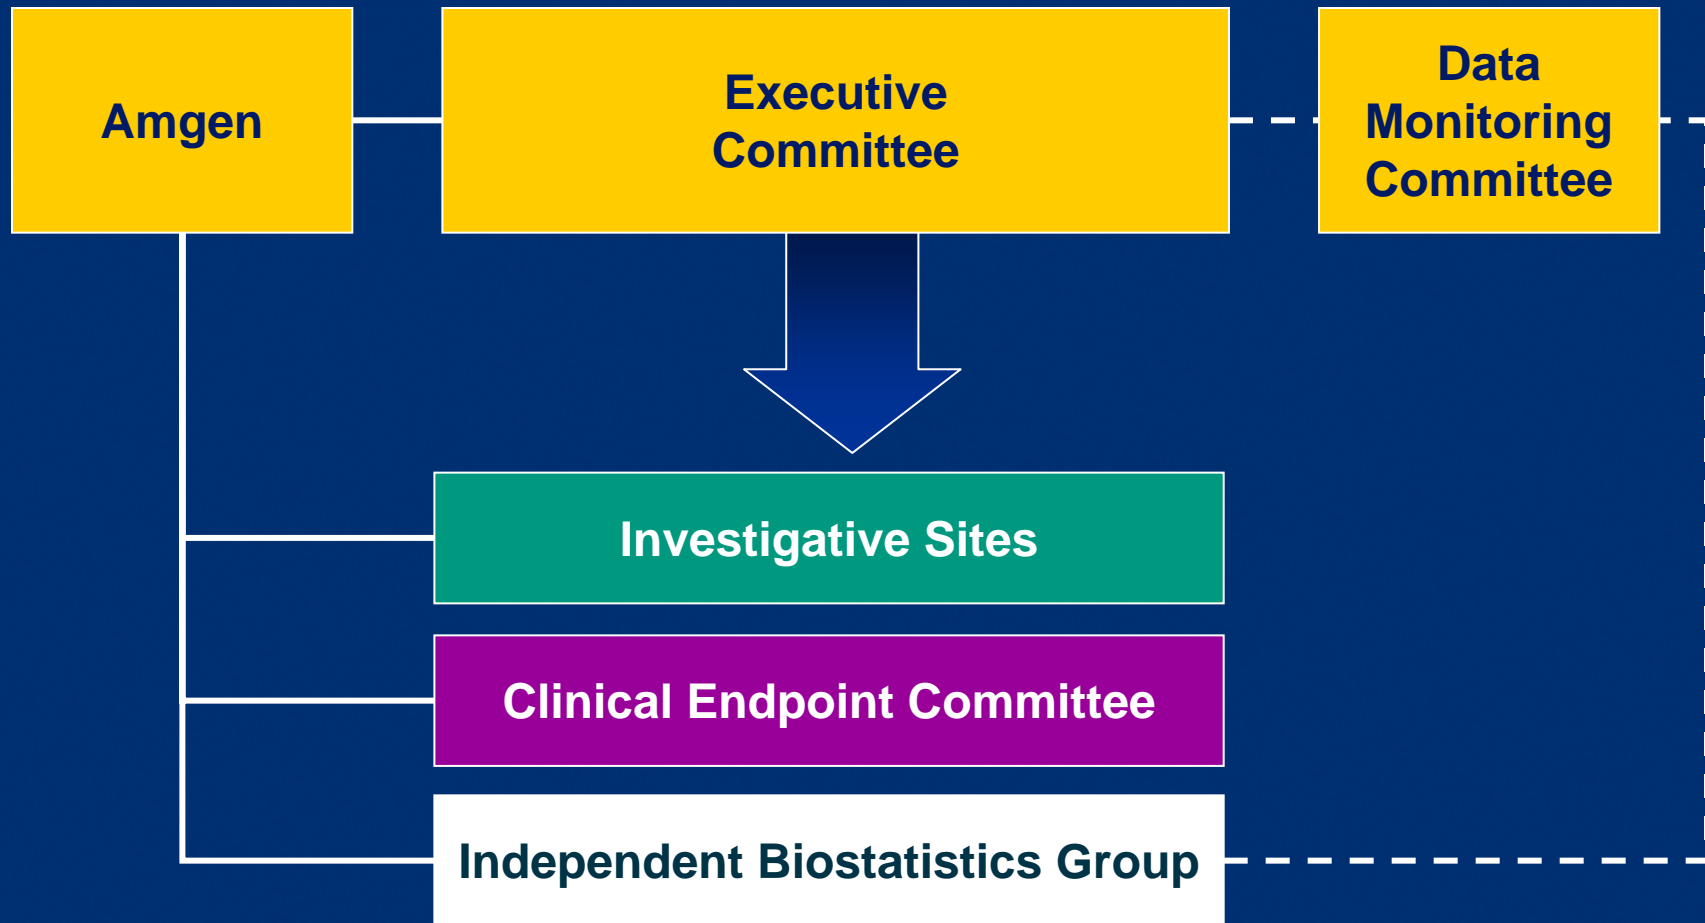 Amgen
Executive
Committee
Data
Monitoring
Committee
Investigative Sites
Clinical Endpoint Committee
Independent Biostatistics Group